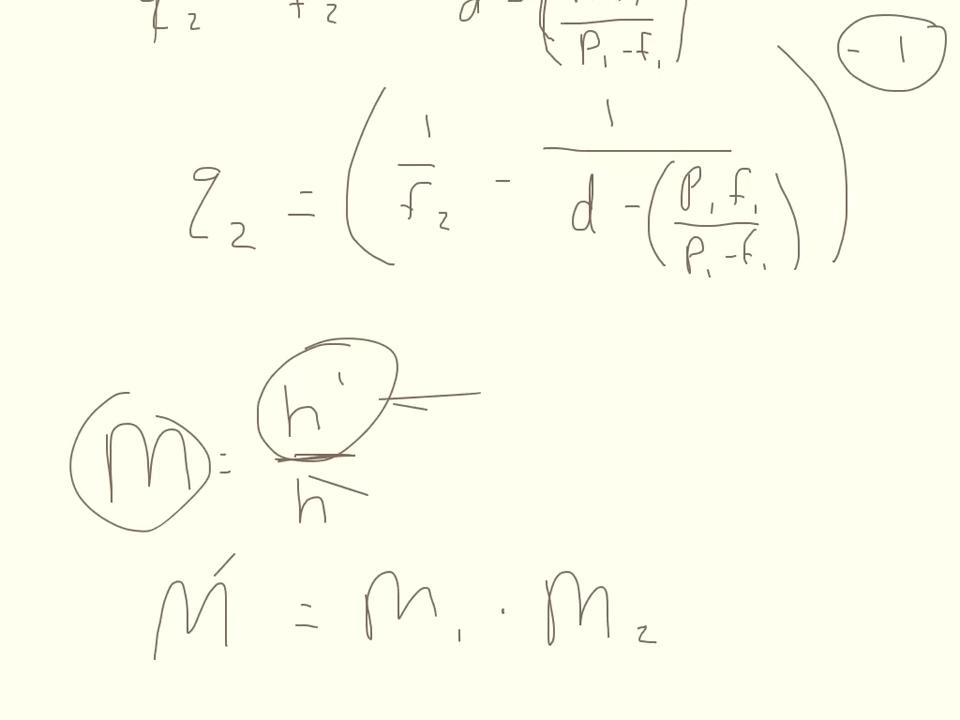 q₂ = (1/f₂ - 1/(d - (P₁f₁/(P₁-f₁))))⁻¹
M = h'/h
M = M₁ · M₂